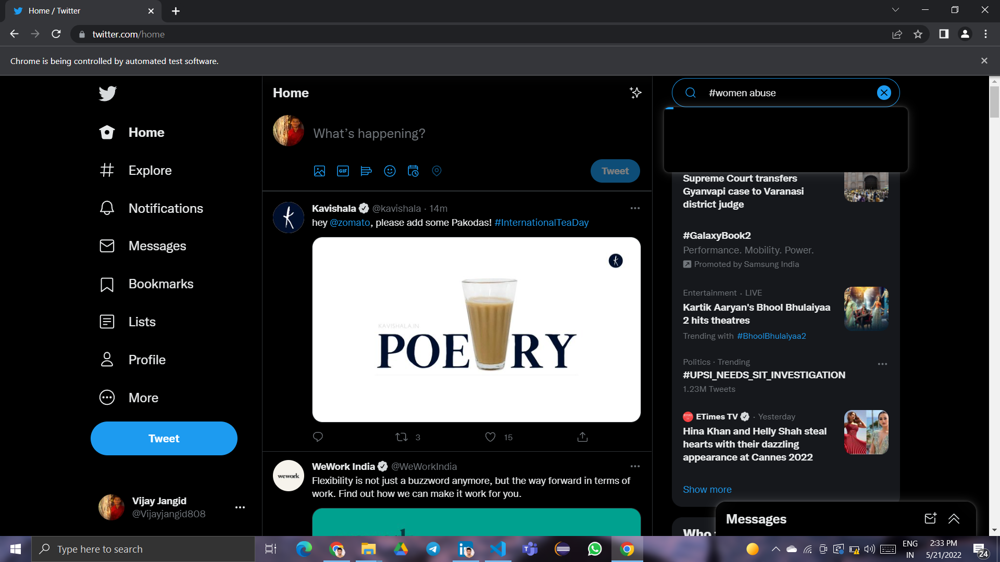 Home / Twitter
twitter.com/home
Chrome is being controlled by automated test software.
Home
Explore
Notifications
Messages
Bookmarks
Lists
Profile
More
Tweet
Vijay Jangid
@Vijayjangid808
Home
What's happening?
GIF
Tweet
Kavishala @kavishala · 14m
hey @zomato, please add some Pakodas! #InternationalTeaDay
KAVISHALA.IN
POE RY
3
15
WeWork India @WeWorkIndia
wework
Flexibility is not just a buzzword anymore, but the way forward in terms of
work. Find out how we can make it work for you.
#women abuse
Supreme Court transfers
Gyanvapi case to Varanasi
district judge
#GalaxyBook2
Performance. Mobility. Power.
Promoted by Samsung India
Entertainment · LIVE
Kartik Aaryan's Bhool Bhulaiyaa
2 hits theatres
Trending with #BhoolBhulaiyaa2
Politics · Trending
#UPSI_NEEDS_SIT_INVESTIGATION
1.23M Tweets
ETimes TV · Yesterday
Hina Khan and Helly Shah steal
hearts with their dazzling
appearance at Cannes 2022
Show more
Who
Messages
Type here to search
ENG
IN
2:33 PM
5/21/2022
24